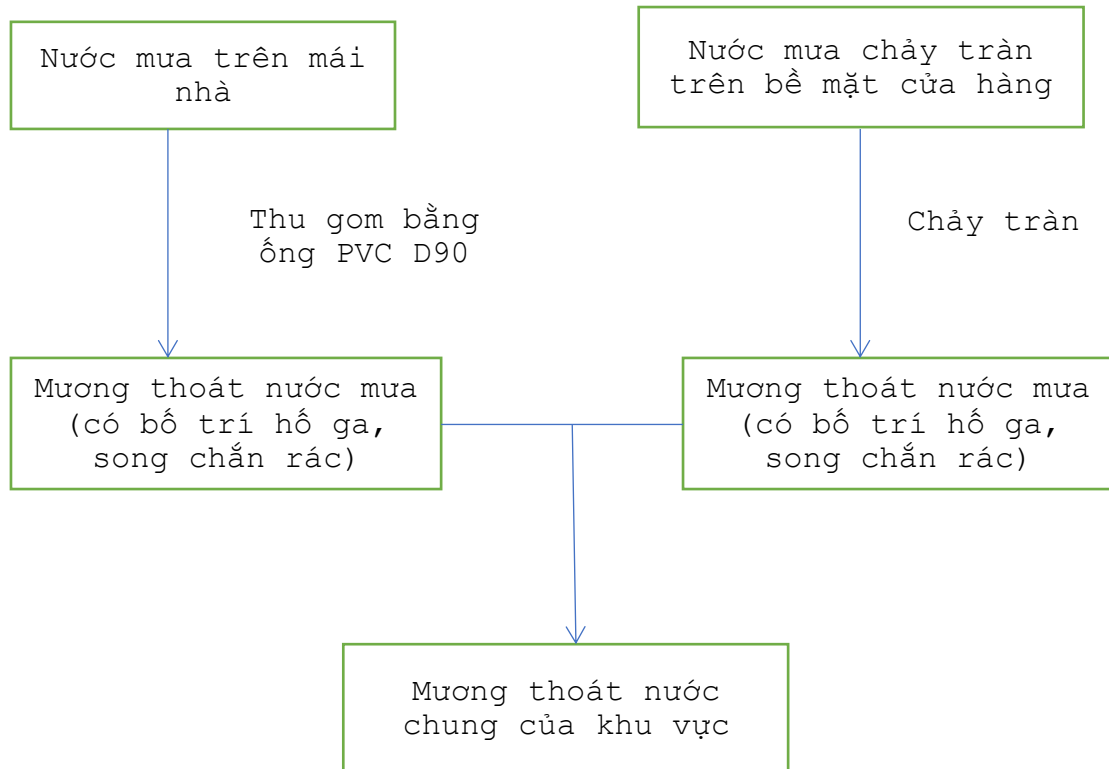 Nước mưa trên mái
nhà
Nước mưa chảy tràn
trên bề mặt cửa hàng
Thu gom bằng
ống PVC D90
Chảy tràn
Mương thoát nước mưa
(có bố trí hố ga,
song chắn rác)
Mương thoát nước mưa
(có bố trí hố ga,
song chắn rác)
Mương thoát nước
chung của khu vực